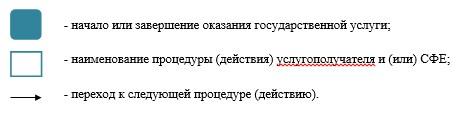 - начало или завершение оказания государственной услуги;
- наименование процедуры (действия) услугополучателя и (или) СФЕ;
- переход к следующей процедуре (действию).